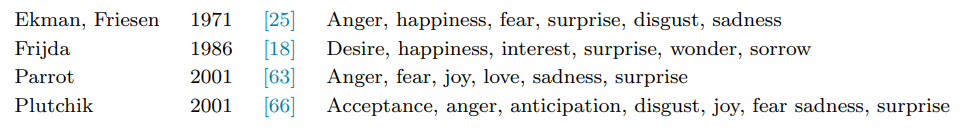 Ekman, Friesen 1971 [25] Anger, happiness, fear, surprise, disgust, sadness
Frijda 1986 [18] Desire, happiness, interest, surprise, wonder, sorrow
Parrot 2001 [63] Anger, fear, joy, love, sadness, surprise
Plutchik 2001 [66] Acceptance, anger, anticipation, disgust, joy, fear sadness, surprise